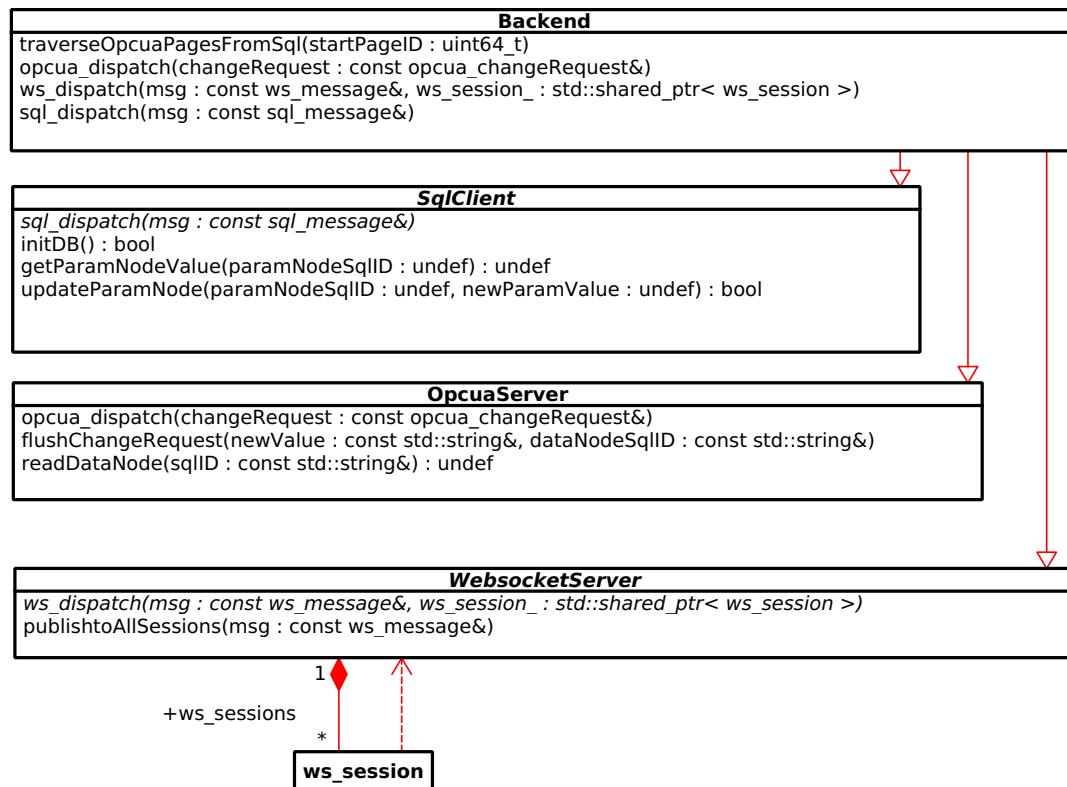 Backend
traverseOpcuaPagesFromSql(startPageID : uint64_t)
opcua_dispatch(changeRequest : const opcua_changeRequest&)
ws_dispatch(msg : const ws_message&, ws_session_ : std::shared_ptr< ws_session >)
sql_dispatch(msg : const sql_message&)
SqlClient
sql_dispatch(msg : const sql_message&)
initDB() : bool
getParamNodeValue(paramNodeSqlID : undef) : undef
updateParamNode(paramNodeSqlID : undef, newParamValue : undef) : bool
OpcuaServer
opcua_dispatch(changeRequest : const opcua_changeRequest&)
flushChangeRequest(newValue : const std::string&, dataNodeSqlID : const std::string&)
readDataNode(sqlID : const std::string&) : undef
WebsocketServer
ws_dispatch(msg : const ws_message&, ws_session_ : std::shared_ptr< ws_session >)
publishtoAllSessions(msg : const ws_message&)
1
+ws_sessions
*
ws_session